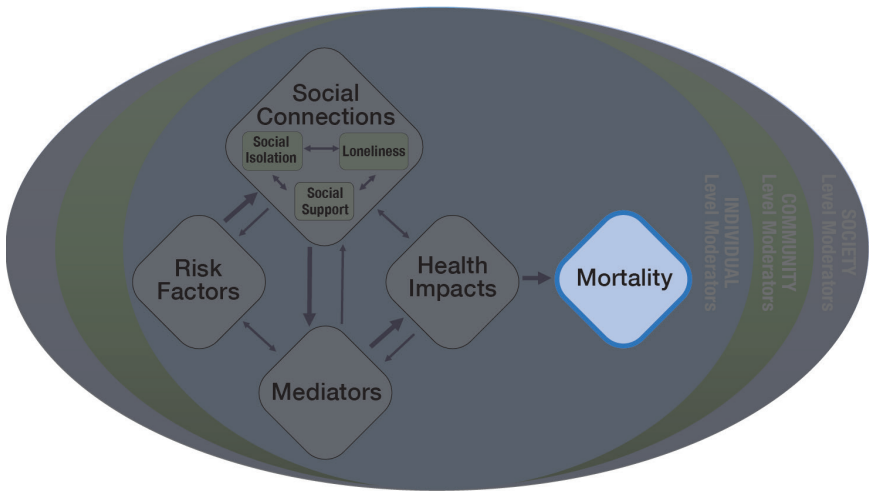 Social
Connections
Social
Isolation
Loneliness
Social
Support
Risk
Factors
Health
Impacts
Mortality
Mediators
INDIVIDUAL
Level Moderators
COMMUNITY
Level Moderators
SOCIETY
Level Moderators